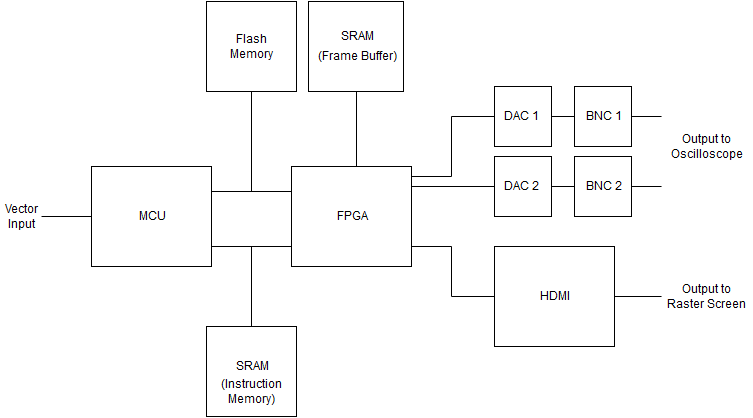 Flash
Memory
SRAM
(Frame Buffer)
DAC 1
BNC 1
Output to
Oscilloscope
DAC 2
BNC 2
Vector
Input
MCU
FPGA
HDMI
Output to
Raster Screen
SRAM
(Instruction
Memory)